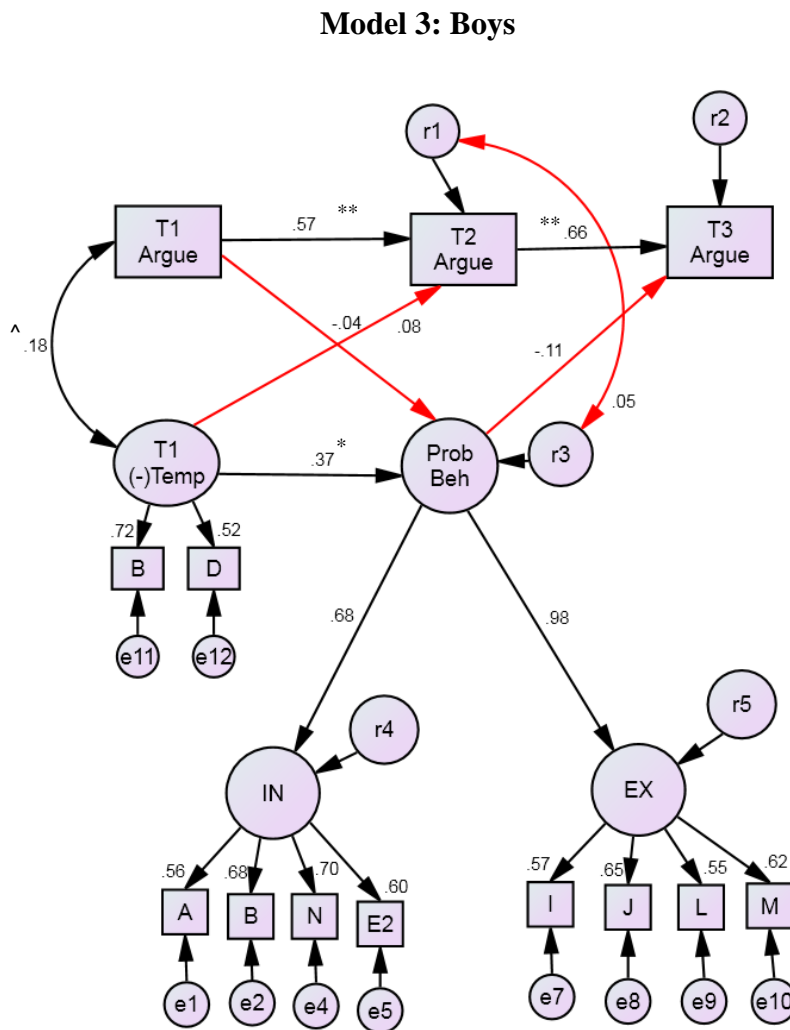 Model 3: Boys
r1
r2
T1
Argue
.57
**
T2
Argue
**
.66
T3
Argue
^
.18
-.04
.08
-.11
.05
T1
(-)Temp
.37
*
Prob
Beh
r3
.72
.52
B
D
e11
e12
.68
.98
r4
r5
IN
EX
.56
.68
.70
.60
.57
.65
.55
.62
A
B
N
E2
I
J
L
M
e1
e2
e4
e5
e7
e8
e9
e10